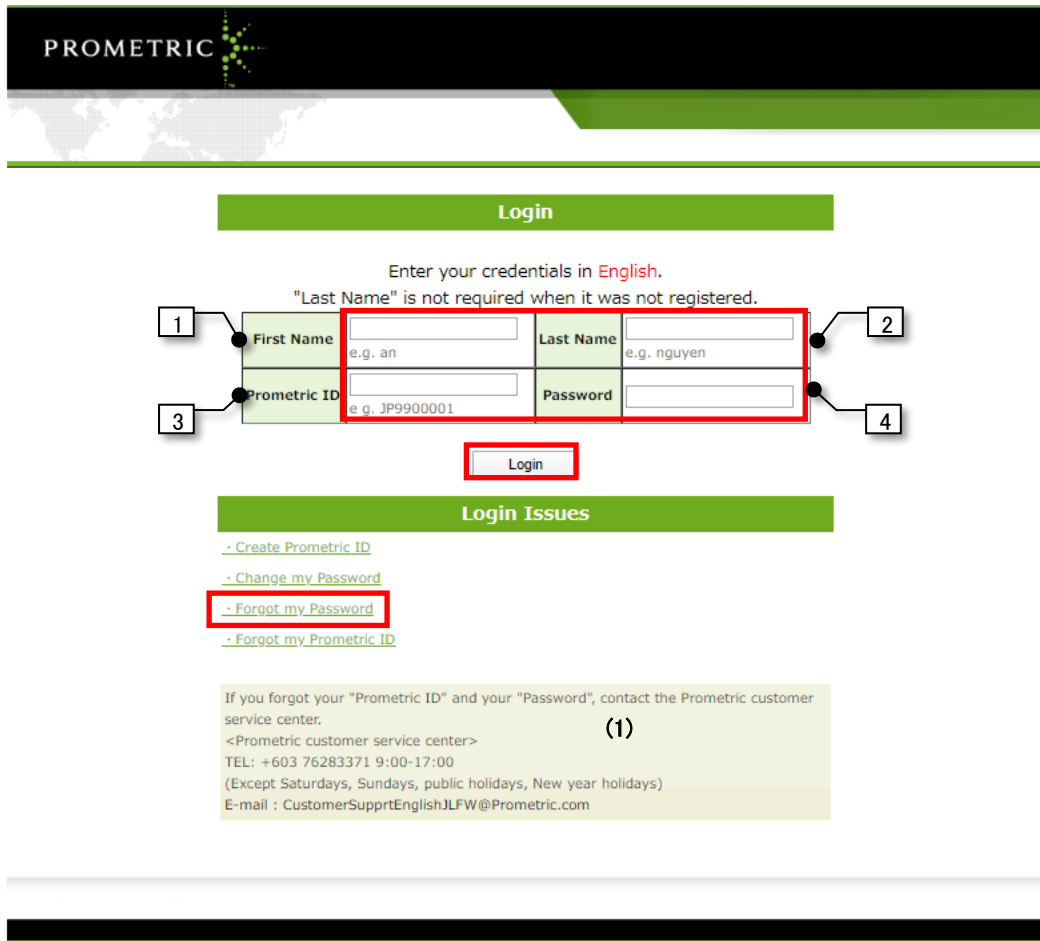 PROMETRIC
Login
Enter your credentials in English.
"Last Name" is not required when it was not registered.
1
First Name
e.g. an
Last Name
e.g. nguyen
2
3
Prometric ID
e g. JP9900001
Password
4
Login
Login Issues
· Create Prometric ID
· Change my Password
· Forgot my Password
· Forgot my Prometric ID
If you forgot your "Prometric ID" and your "Password", contact the Prometric customer
service center.
(1)
<Prometric customer service center>
TEL: +603 76283371 9:00-17:00
(Except Saturdays, Sundays, public holidays, New year holidays)
E-mail : CustomerSupprtEnglishJLFW@Prometric.com